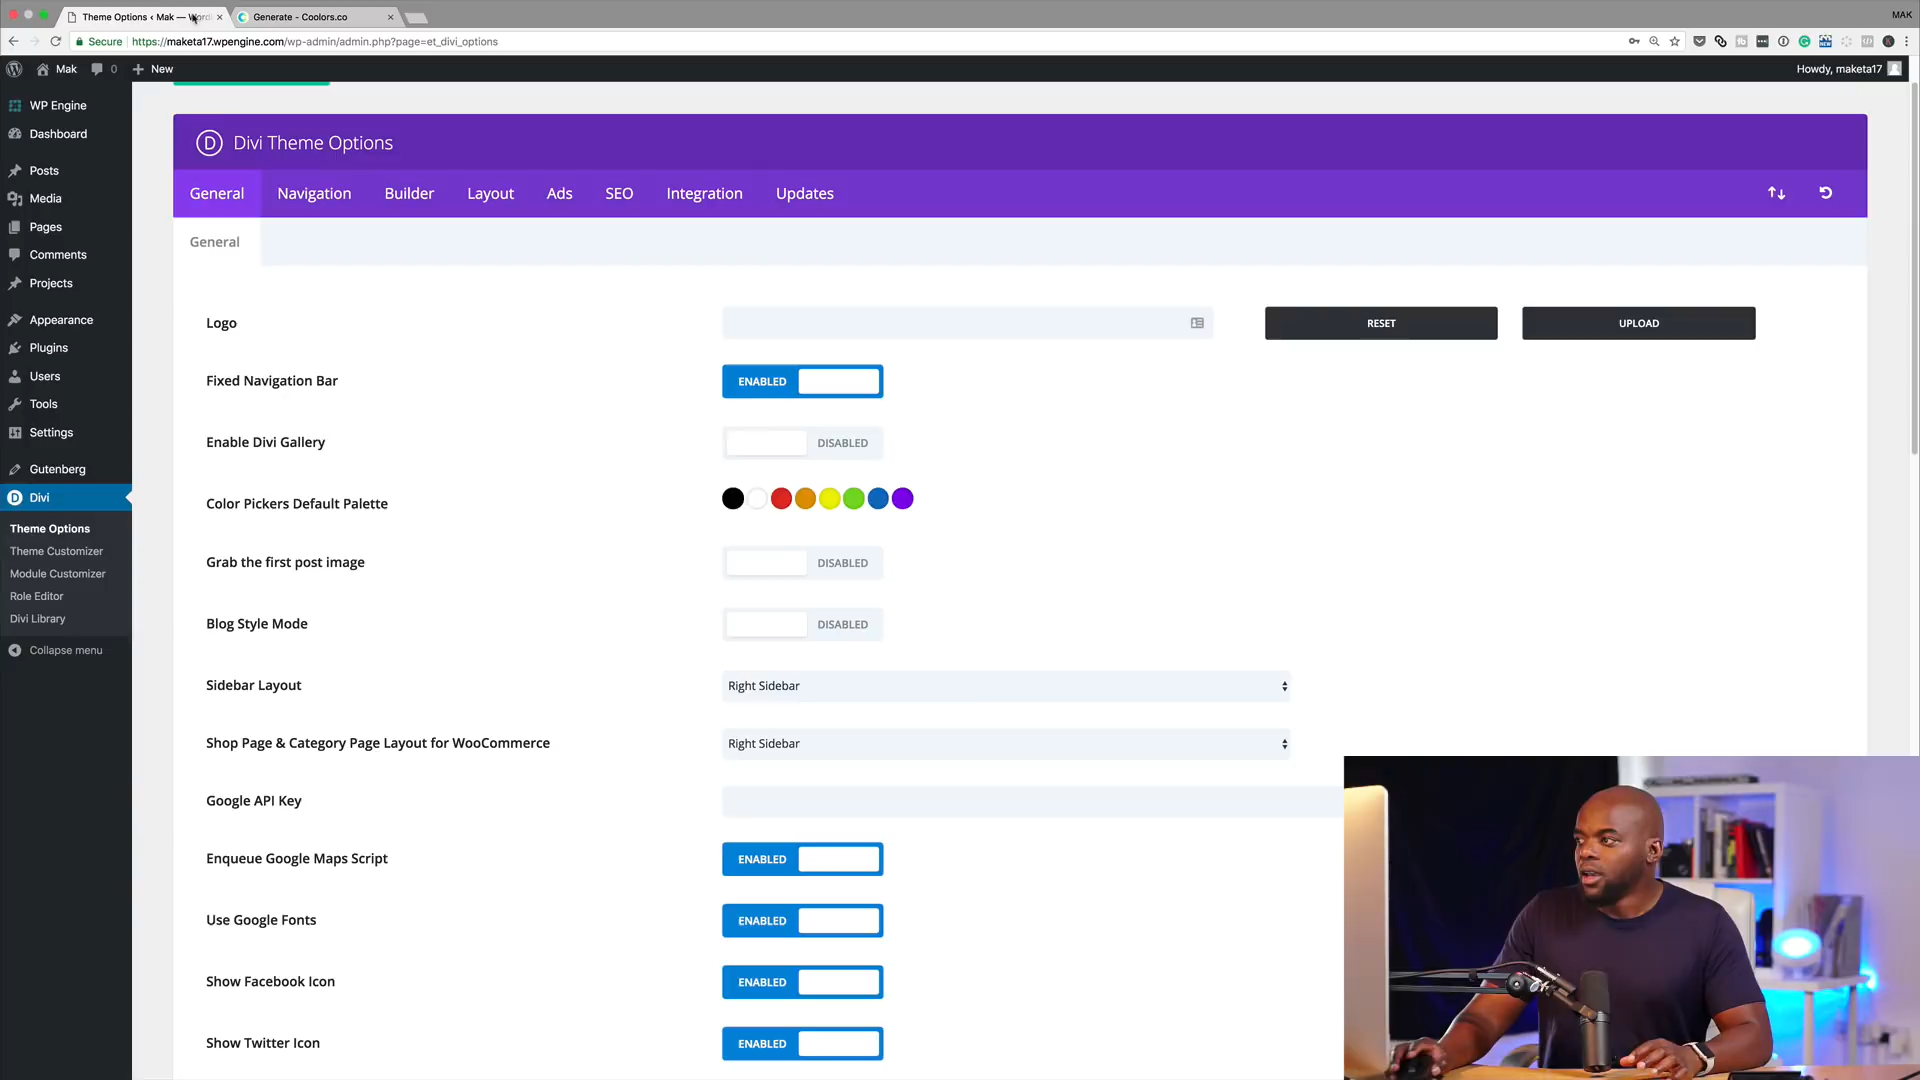 Theme Options ‹ Mak — Word
Generate - Coolors.co
MAK
Secure https://maketa17.wpengine.com/wp-admin/admin.php?page=et_divi_options
Mak 0 + New
Howdy, maketa17
WP Engine
Dashboard
Posts
Media
Pages
Comments
Projects
Appearance
Plugins
Users
Tools
Settings
Gutenberg
Divi
Theme Options
Theme Customizer
Module Customizer
Role Editor
Divi Library
Collapse menu
D Divi Theme Options
General Navigation Builder Layout Ads SEO Integration Updates
General
Logo
RESET
UPLOAD
Fixed Navigation Bar
ENABLED
Enable Divi Gallery
DISABLED
Color Pickers Default Palette
Grab the first post image
DISABLED
Blog Style Mode
DISABLED
Sidebar Layout
Right Sidebar
Shop Page & Category Page Layout for WooCommerce
Right Sidebar
Google API Key
Enqueue Google Maps Script
ENABLED
Use Google Fonts
ENABLED
Show Facebook Icon
ENABLED
Show Twitter Icon
ENABLED